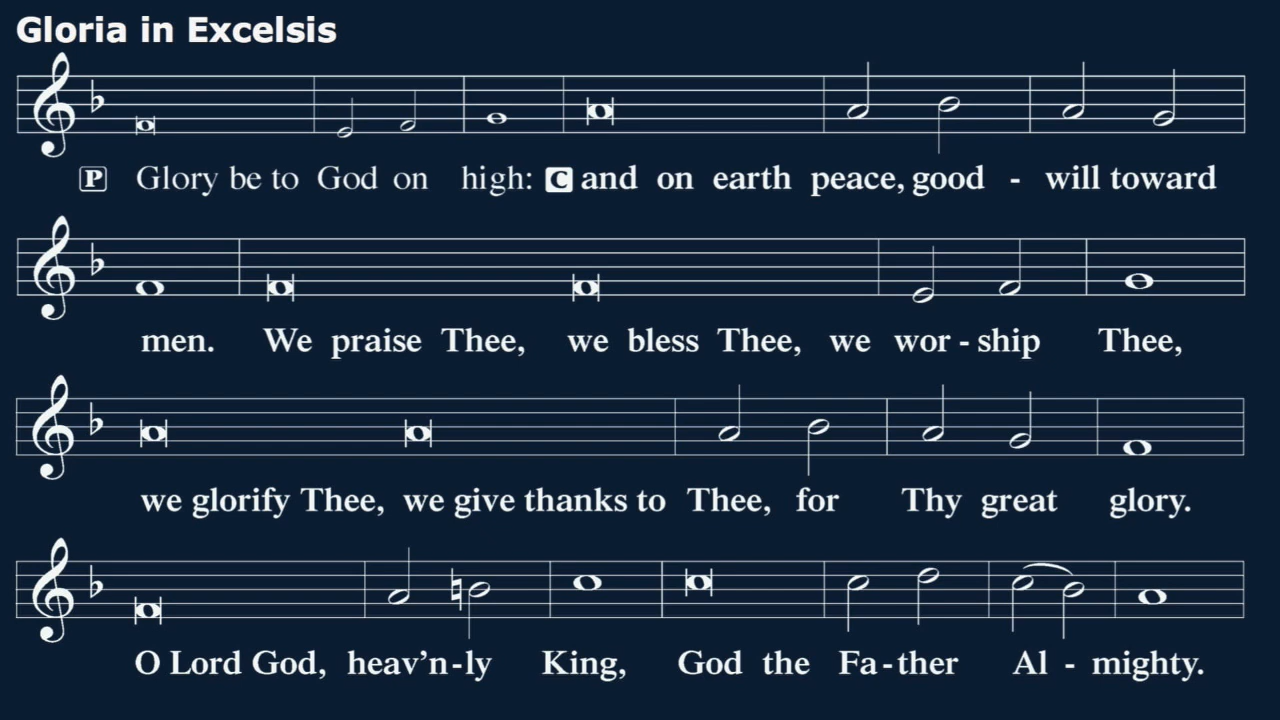 Gloria in Excelsis
P Glory be to God on high: C and on earth peace, good - will toward
men. We praise Thee, we bless Thee, we wor - ship Thee,
we glorify Thee, we give thanks to Thee, for Thy great glory.
O Lord God, heav'n - ly King, God the Fa - ther Al - mighty.